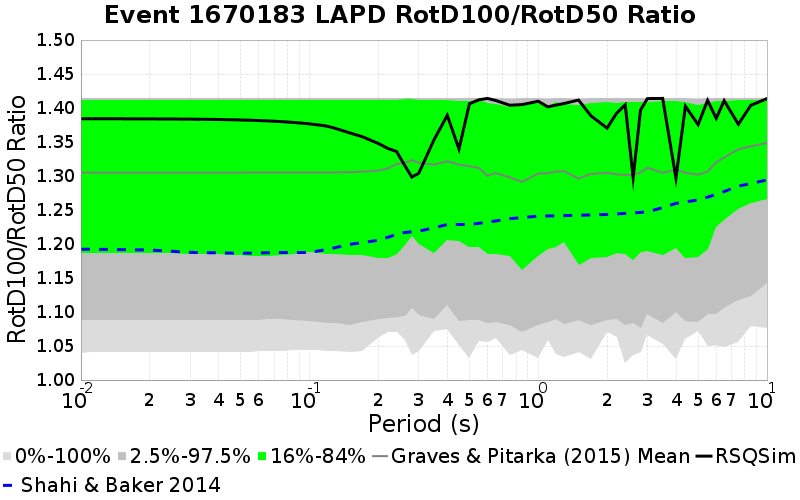 Event 1670183 LAPD RotD100/RotD50 Ratio
RotD100/RotD50 Ratio
1.50
1.45
1.40
1.35
1.30
1.25
1.20
1.15
1.10
1.05
1.00
10^-2 2 3 4 5 6 10^-1 2 3 4 5 6 7 10^0 2 3 4 5 6 7 10^1
Period (s)
0%-100% 2.5%-97.5% 16%-84% Graves & Pitarka (2015) Mean RSQSim
Shahi & Baker 2014